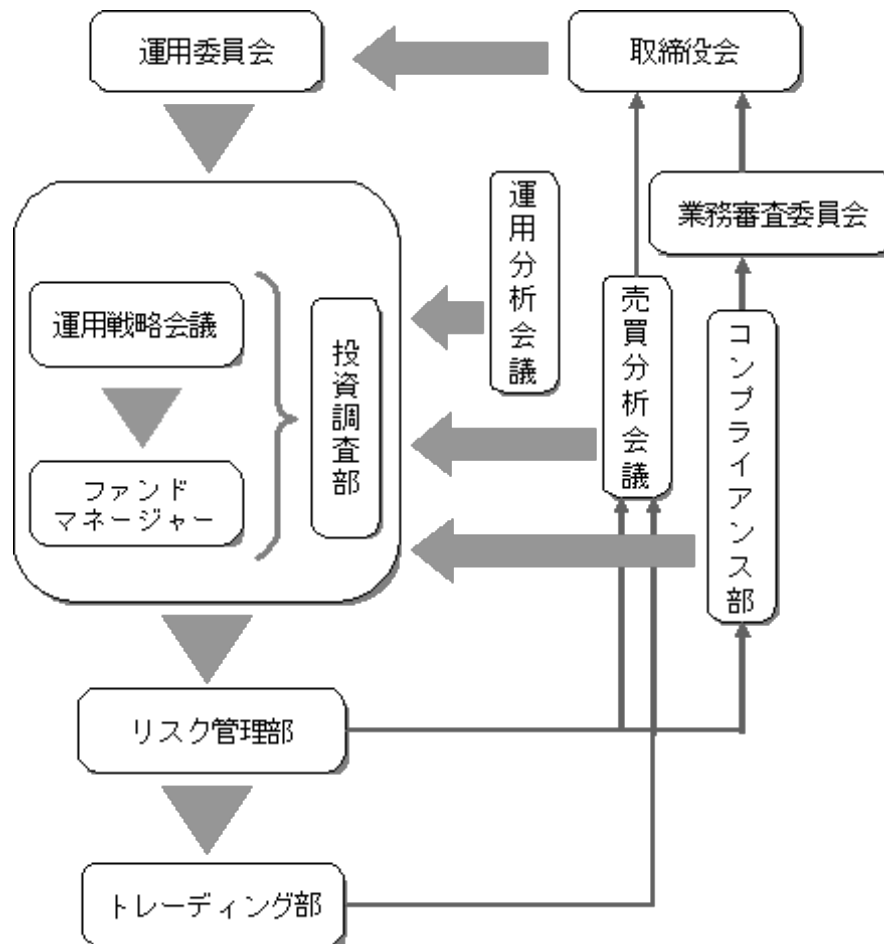 運用委員会
取締役会
運用分析会議
業務審査委員会
売買分析会議
コンプライアンス部
運用戦略会議
投資調査部
ファンド
マネージャー
リスク管理部
トレーディング部